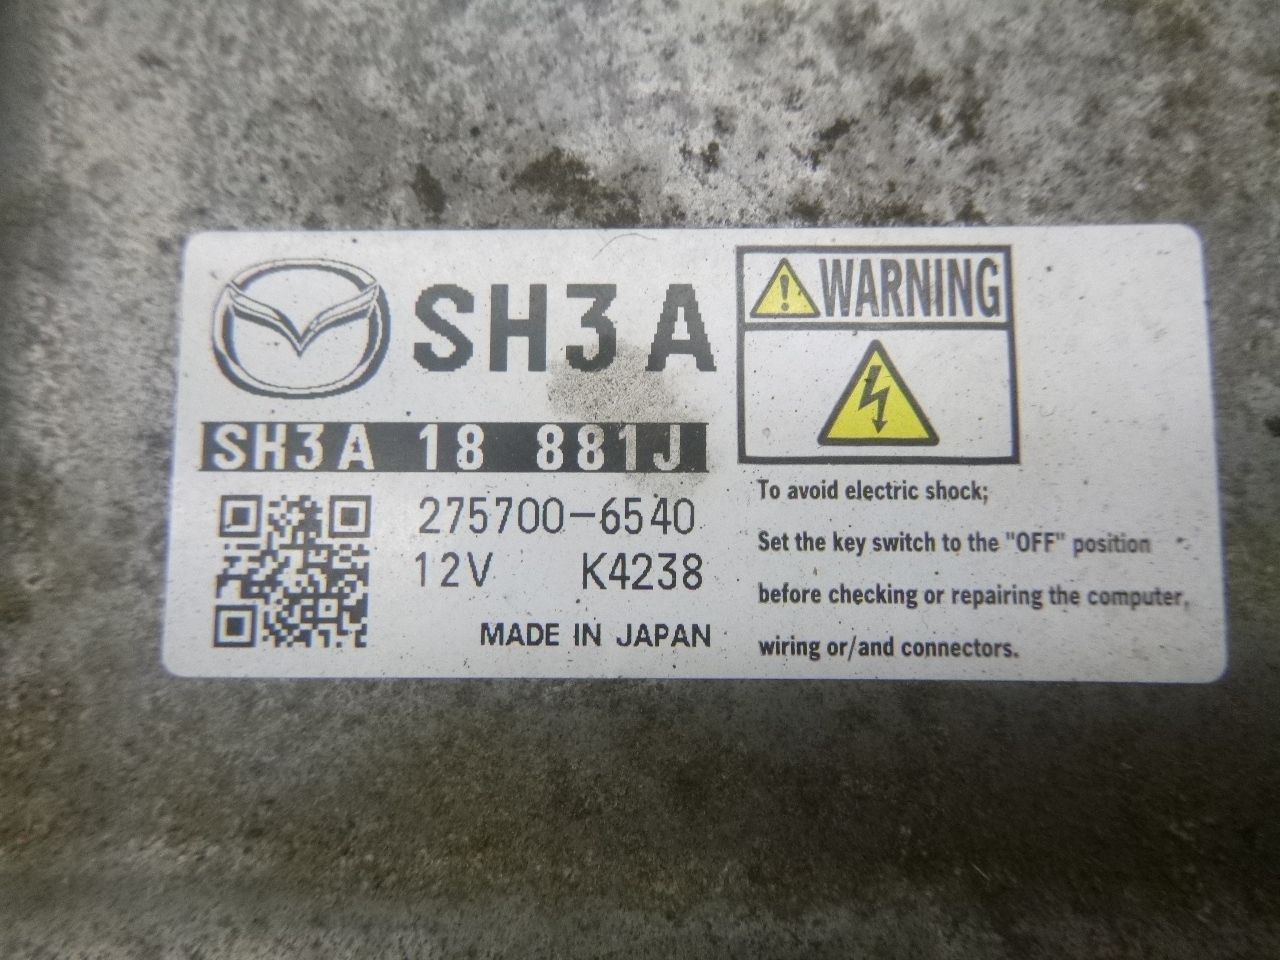 SH3A
SH3A 18 881J
275700-6540
12V K4238
MADE IN JAPAN
WARNING
To avoid electric shock;
Set the key switch to the "OFF" position
before checking or repairing the computer,
wiring or/and connectors.